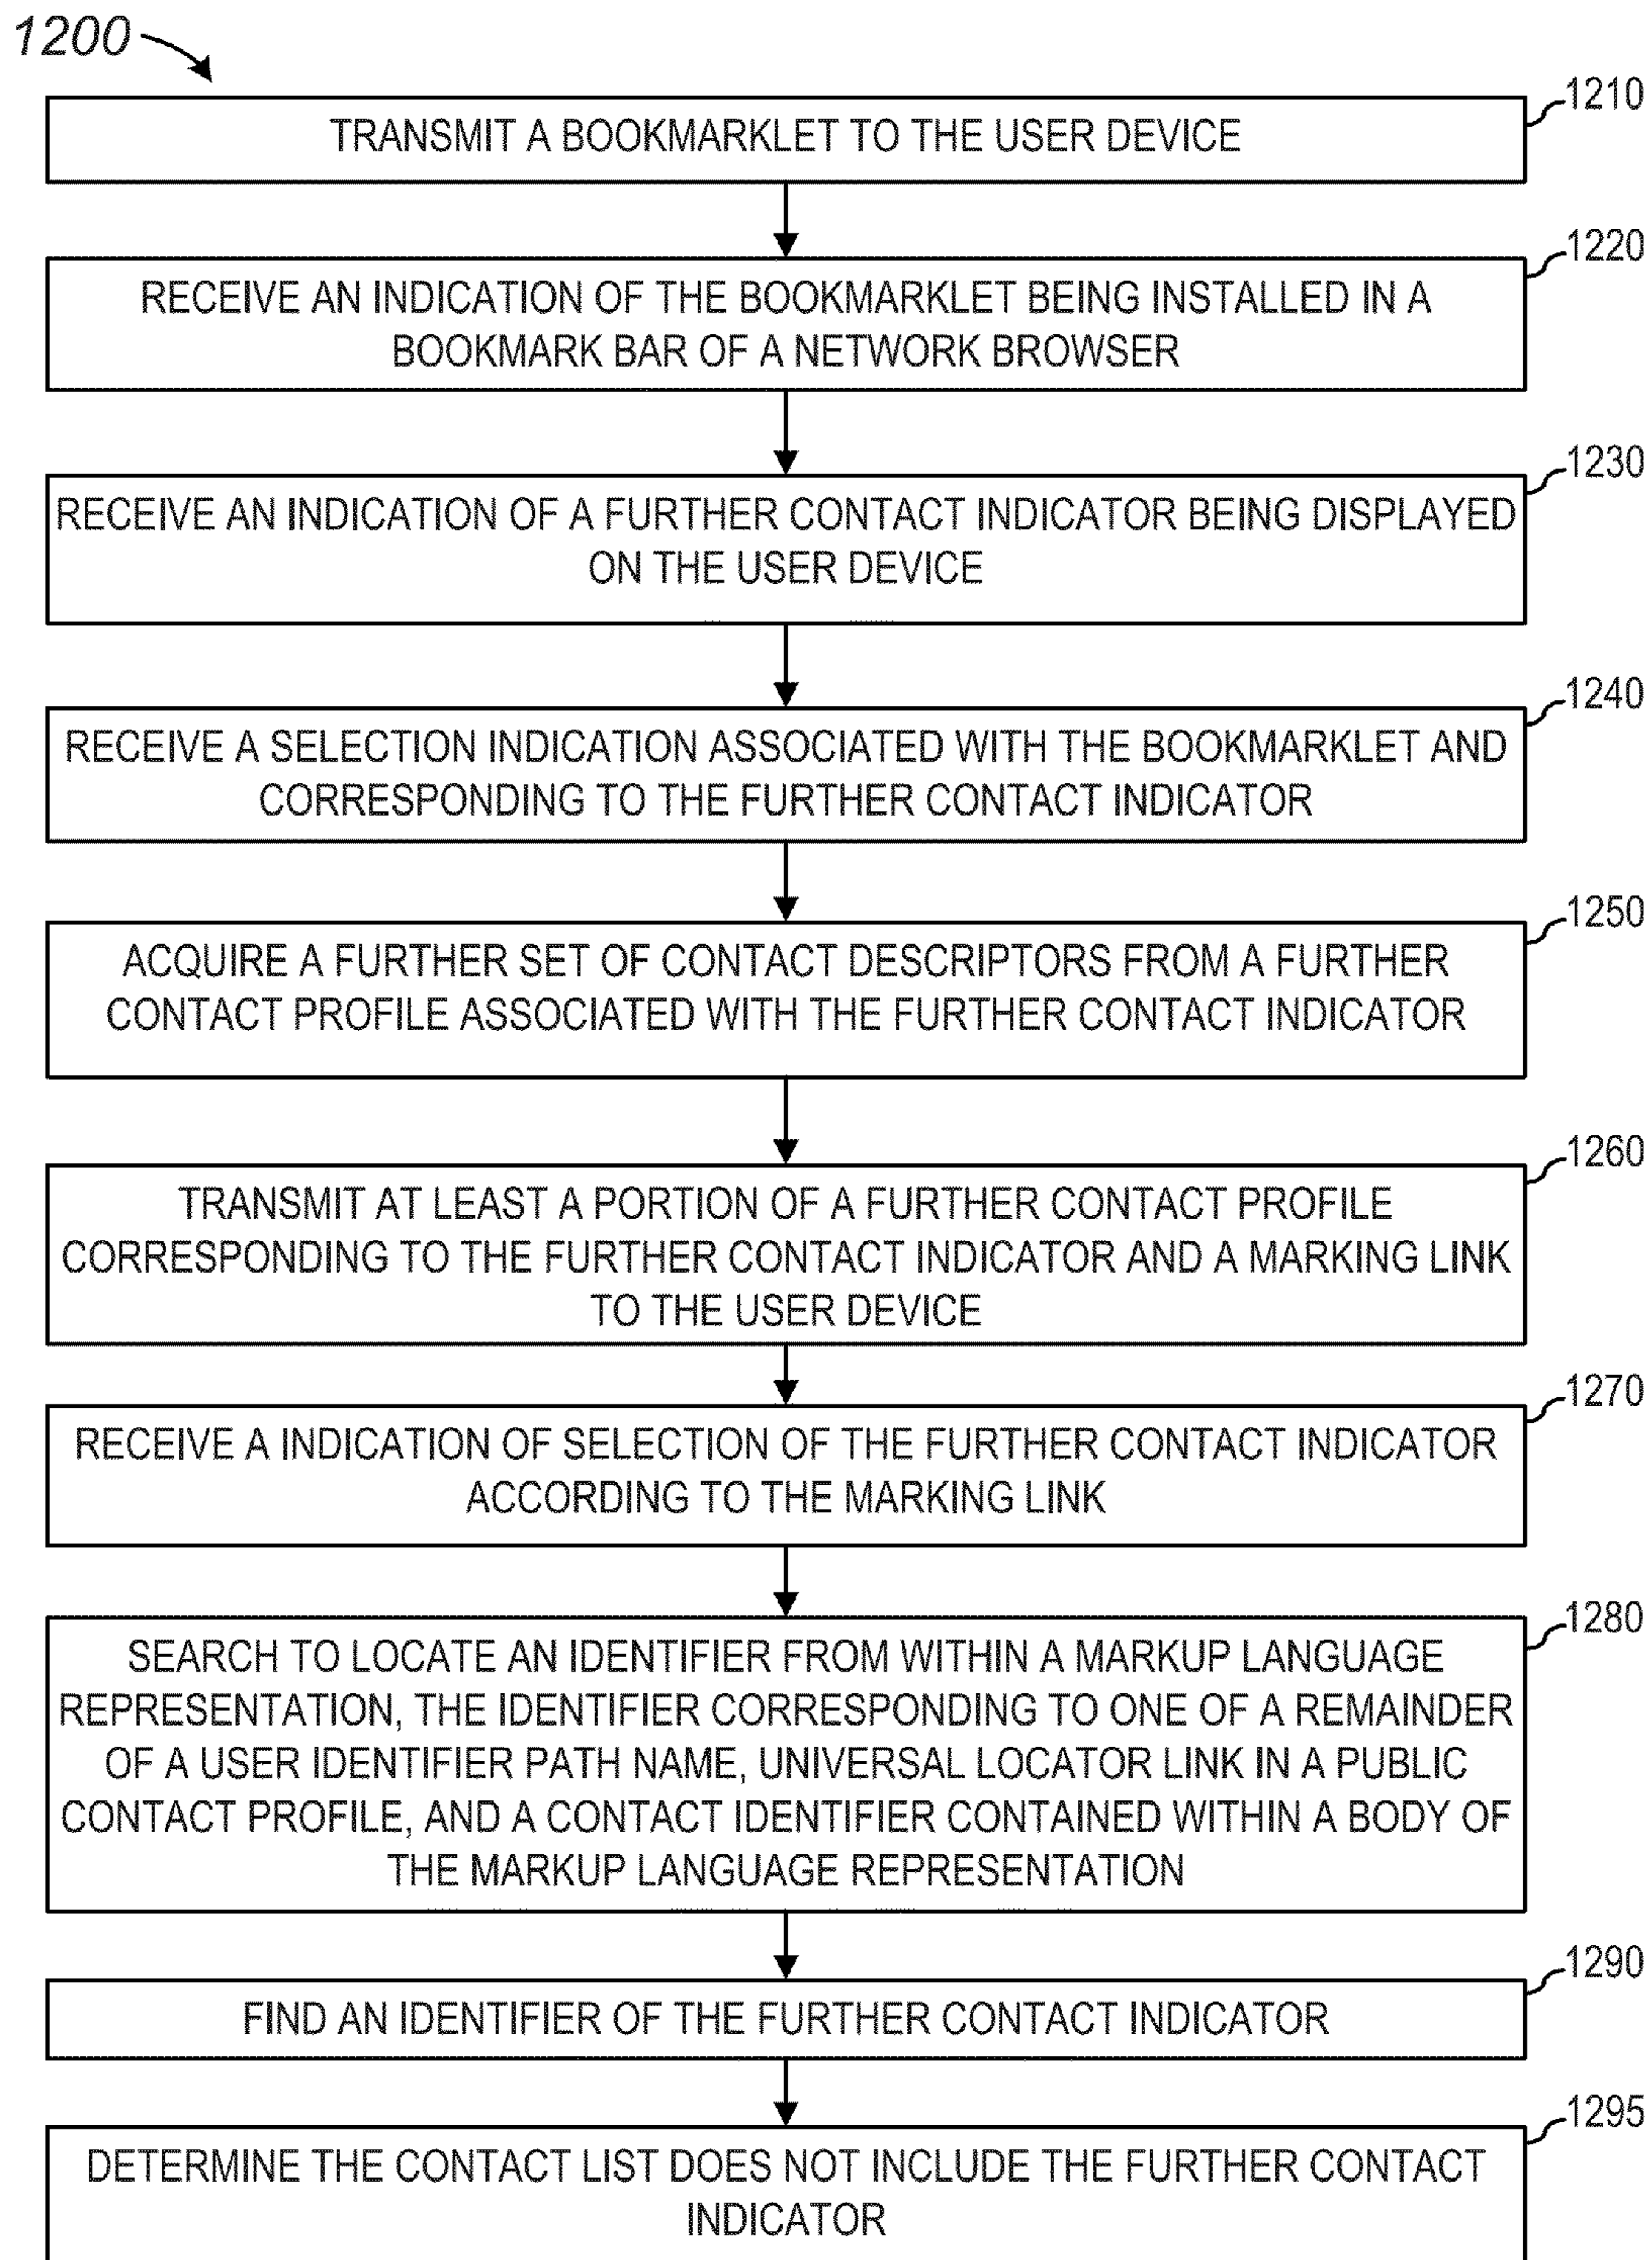 1200
1210
TRANSMIT A BOOKMARKLET TO THE USER DEVICE
1220
RECEIVE AN INDICATION OF THE BOOKMARKLET BEING INSTALLED IN A
BOOKMARK BAR OF A NETWORK BROWSER
1230
RECEIVE AN INDICATION OF A FURTHER CONTACT INDICATOR BEING DISPLAYED
ON THE USER DEVICE
1240
RECEIVE A SELECTION INDICATION ASSOCIATED WITH THE BOOKMARKLET AND
CORRESPONDING TO THE FURTHER CONTACT INDICATOR
1250
ACQUIRE A FURTHER SET OF CONTACT DESCRIPTORS FROM A FURTHER
CONTACT PROFILE ASSOCIATED WITH THE FURTHER CONTACT INDICATOR
1260
TRANSMIT AT LEAST A PORTION OF A FURTHER CONTACT PROFILE
CORRESPONDING TO THE FURTHER CONTACT INDICATOR AND A MARKING LINK
TO THE USER DEVICE
1270
RECEIVE A INDICATION OF SELECTION OF THE FURTHER CONTACT INDICATOR
ACCORDING TO THE MARKING LINK
1280
SEARCH TO LOCATE AN IDENTIFIER FROM WITHIN A MARKUP LANGUAGE
REPRESENTATION, THE IDENTIFIER CORRESPONDING TO ONE OF A REMAINDER
OF A USER IDENTIFIER PATH NAME, UNIVERSAL LOCATOR LINK IN A PUBLIC
CONTACT PROFILE, AND A CONTACT IDENTIFIER CONTAINED WITHIN A BODY OF
THE MARKUP LANGUAGE REPRESENTATION
1290
FIND AN IDENTIFIER OF THE FURTHER CONTACT INDICATOR
1295
DETERMINE THE CONTACT LIST DOES NOT INCLUDE THE FURTHER CONTACT
INDICATOR